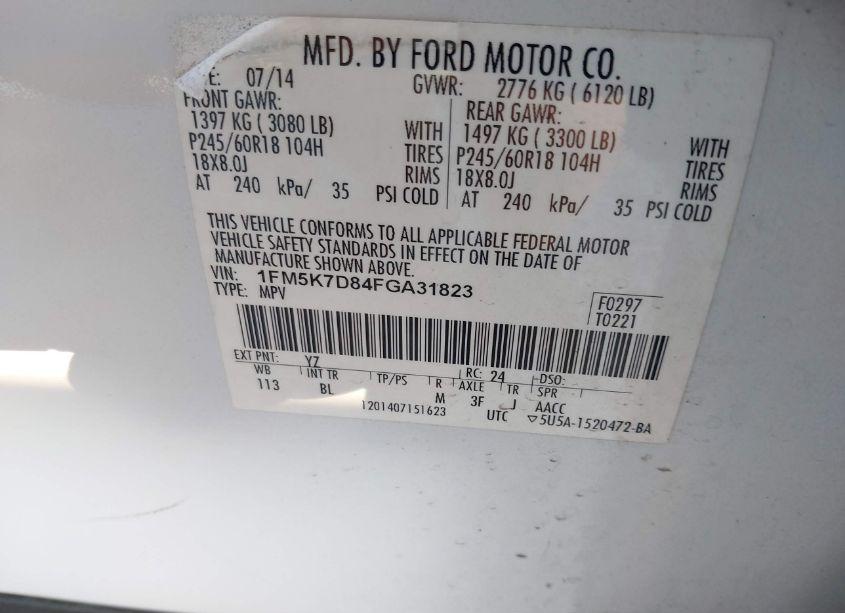 MFD. BY FORD MOTOR CO.
E: 07/14 GVWR: 2776 KG ( 6120 LB)
FRONT GAWR: REAR GAWR:
1397 KG ( 3080 LB) WITH 1497 KG ( 3300 LB) WITH
P245/60R18 104H TIRES P245/60R18 104H TIRES
18X8.0J RIMS 18X8.0J RIMS
AT 240 kPa/ 35 PSI COLD AT 240 kPa/ 35 PSI COLD
THIS VEHICLE CONFORMS TO ALL APPLICABLE FEDERAL MOTOR
VEHICLE SAFETY STANDARDS IN EFFECT ON THE DATE OF
MANUFACTURE SHOWN ABOVE.
VIN: 1FM5K7D84FGA31823
TYPE: MPV
F0297
T0221
EXT PNT: YZ RC: 24 DSO:
WB INT TR TP/PS R AXLE TR SPR
113 BL M 3F J AACC
1201407151623 UTC ▽5U5A-1520472-BA